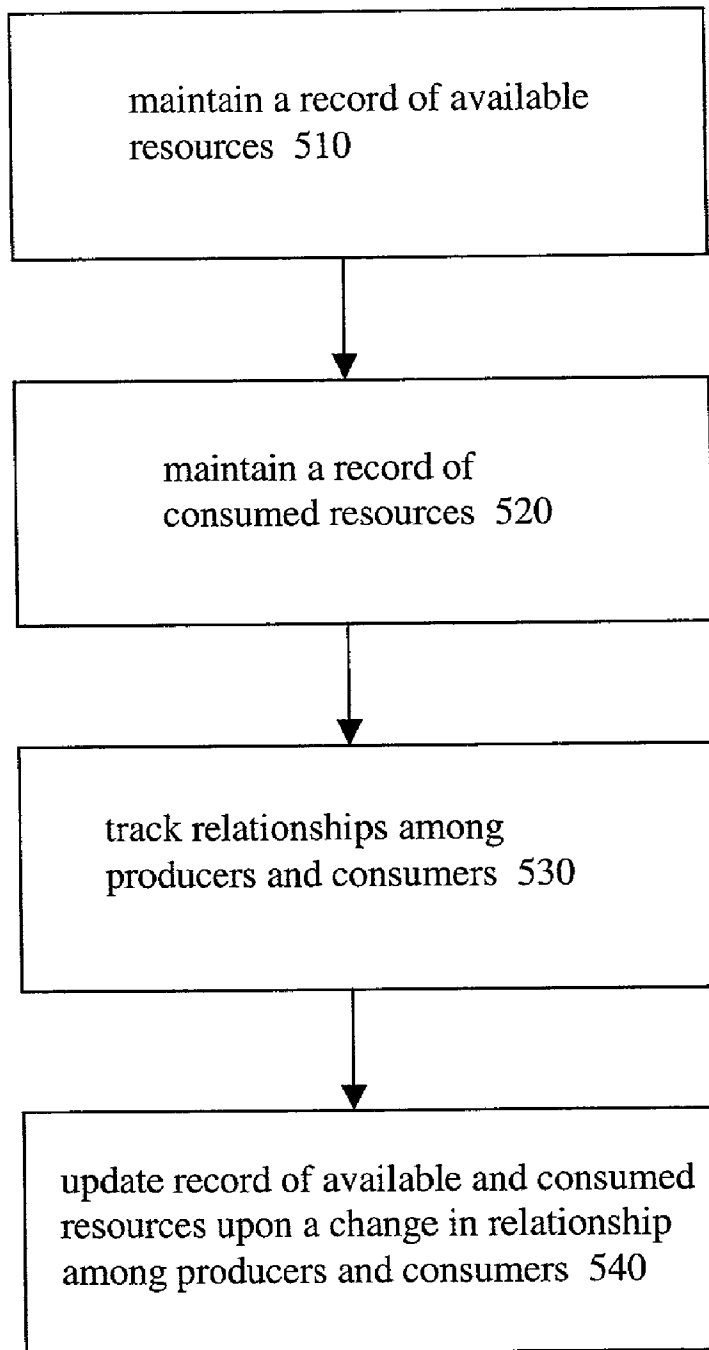 maintain a record of available
resources 510
maintain a record of
consumed resources 520
track relationships among
producers and consumers 530
update record of available and consumed
resources upon a change in relationship
among producers and consumers 540